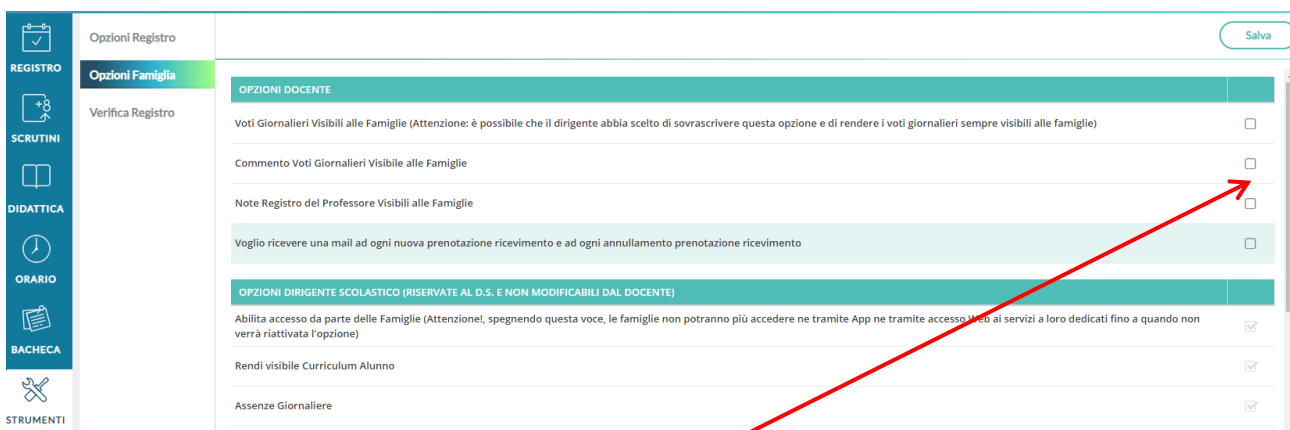 Opzioni Registro
Salva
REGISTRO
Opzioni Famiglia
OPZIONI DOCENTE
+8
Verifica Registro
Voti Giornalieri Visibili alle Famiglie (Attenzione: è possibile che il dirigente abbia scelto di sovrascrivere questa opzione e di rendere i voti giornalieri sempre visibili alle famiglie)
SCRUTINI
Commento Voti Giornalieri Visibile alle Famiglie
DIDATTICA
Note Registro del Professore Visibili alle Famiglie
Voglio ricevere una mail ad ogni nuova prenotazione ricevimento e ad ogni annullamento prenotazione ricevimento
ORARIO
OPZIONI DIRIGENTE SCOLASTICO (RISERVATE AL D.S. E NON MODIFICABILI DAL DOCENTE)
Abilita accesso da parte delle Famiglie (Attenzione!, spegnendo questa voce, le famiglie non potranno più accedere ne tramite App ne tramite accesso Web ai servizi a loro dedicati fino a quando non
verrà riattivata l'opzione)
BACHECA
Rendi visibile Curriculum Alunno
Assenze Giornaliere
STRUMENTI